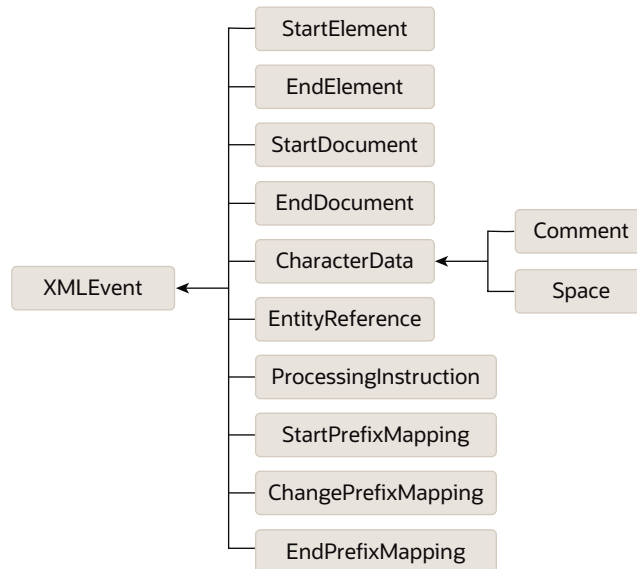 StartElement
EndElement
StartDocument
EndDocument
Comment
CharacterData
XMLEvent
Space
EntityReference
ProcessingInstruction
StartPrefixMapping
ChangePrefixMapping
EndPrefixMapping